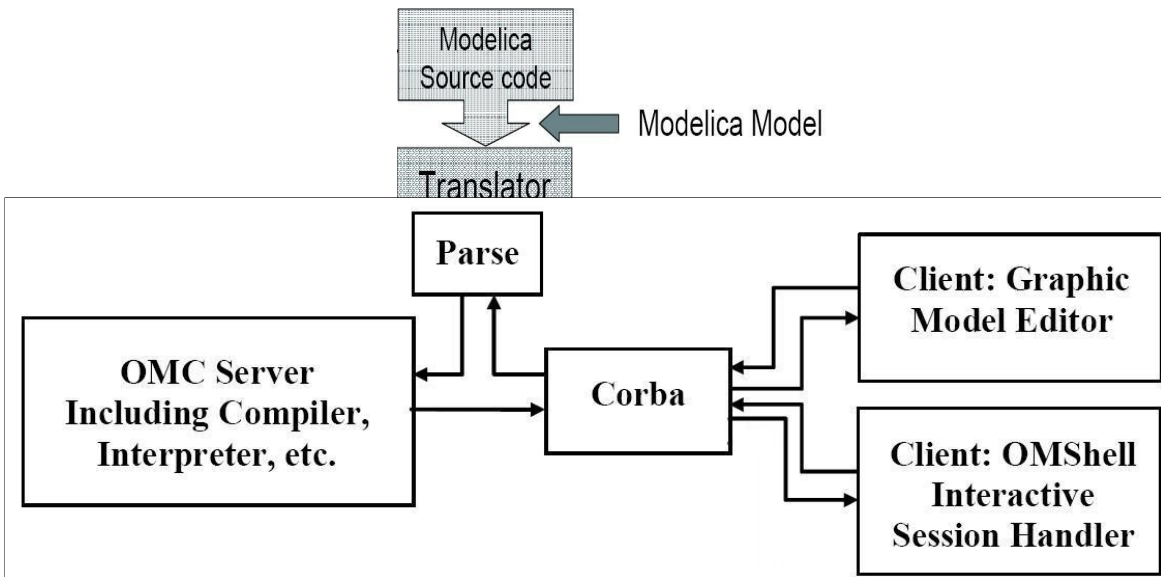 Modelica
Source code
Modelica Model
Translator
Parse
OMC Server
Including Compiler,
Interpreter, etc.
Corba
Client: Graphic
Model Editor
Client: OMShell
Interactive
Session Handler